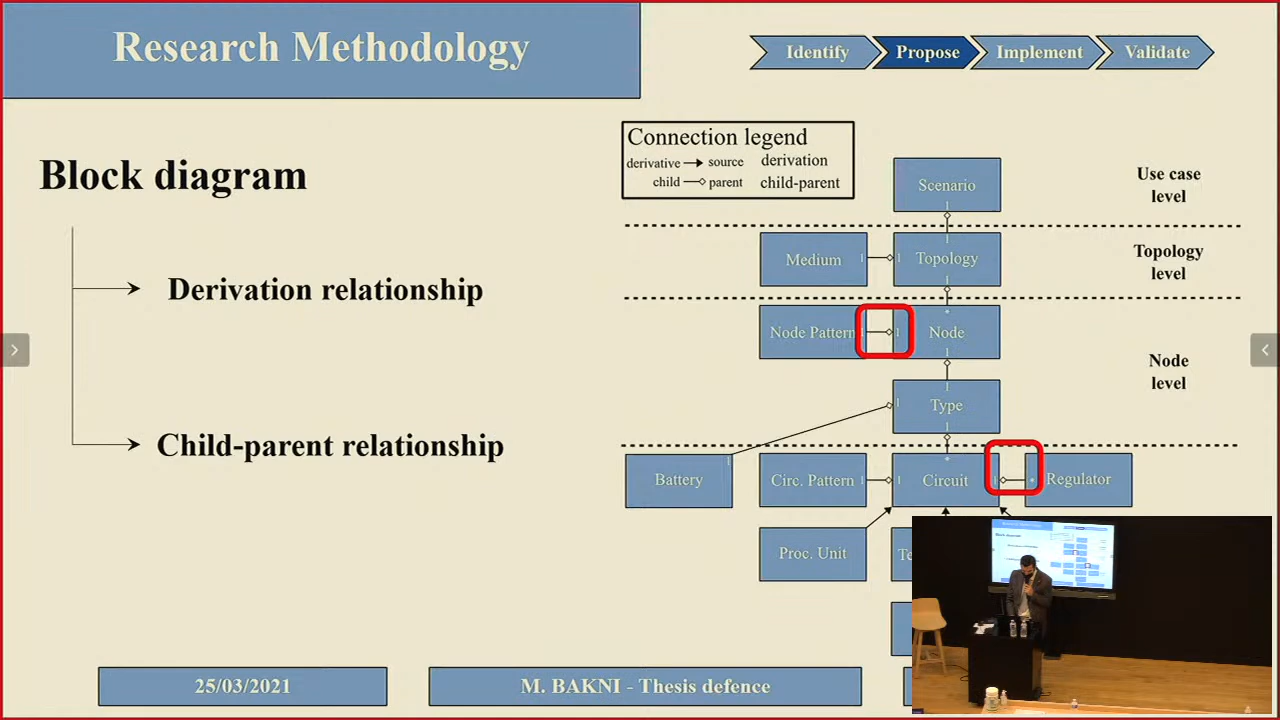 Research Methodology
Identify
Propose
Implement
Validate
Block diagram
Derivation relationship
Child-parent relationship
Connection legend
derivative source derivation
child parent child-parent
Scenario
Use case
level
Medium
Topology
Topology
level
Node Pattern
Node
Node
level
Type
Battery
Circ. Pattern
Circuit
Regulator
Proc. Unit
Te
25/03/2021
M. BAKNI - Thesis defence